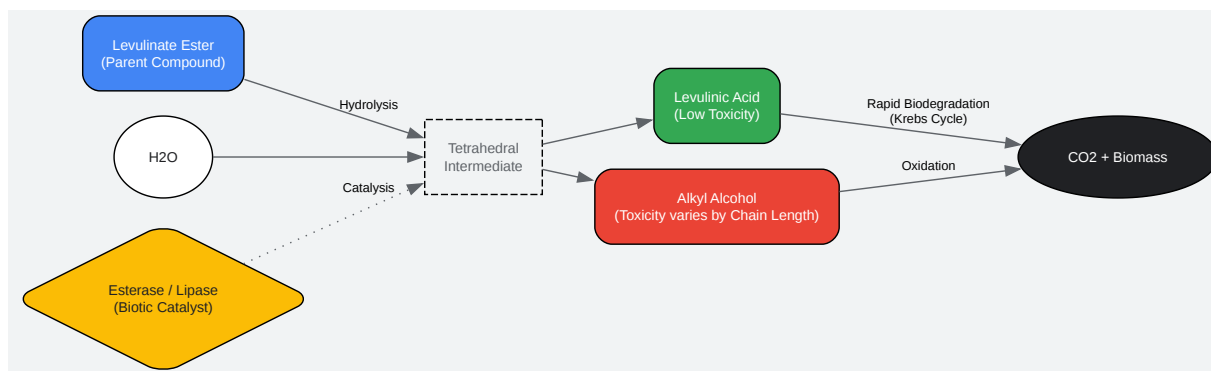 Levulinate Ester
(Parent Compound)
Hydrolysis
H2O
Catalysis
Esterase / Lipase
(Biotic Catalyst)
Tetrahedral
Intermediate
Levulinic Acid
(Low Toxicity)
Alkyl Alcohol
(Toxicity varies by Chain Length)
Rapid Biodegradation
(Krebs Cycle)
Oxidation
CO2 + Biomass